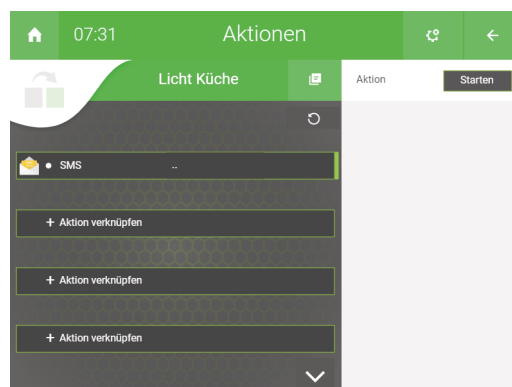 07:31 Aktionen
Licht Küche
Aktion Starten
SMS ..
+ Aktion verknüpfen
+ Aktion verknüpfen
+ Aktion verknüpfen